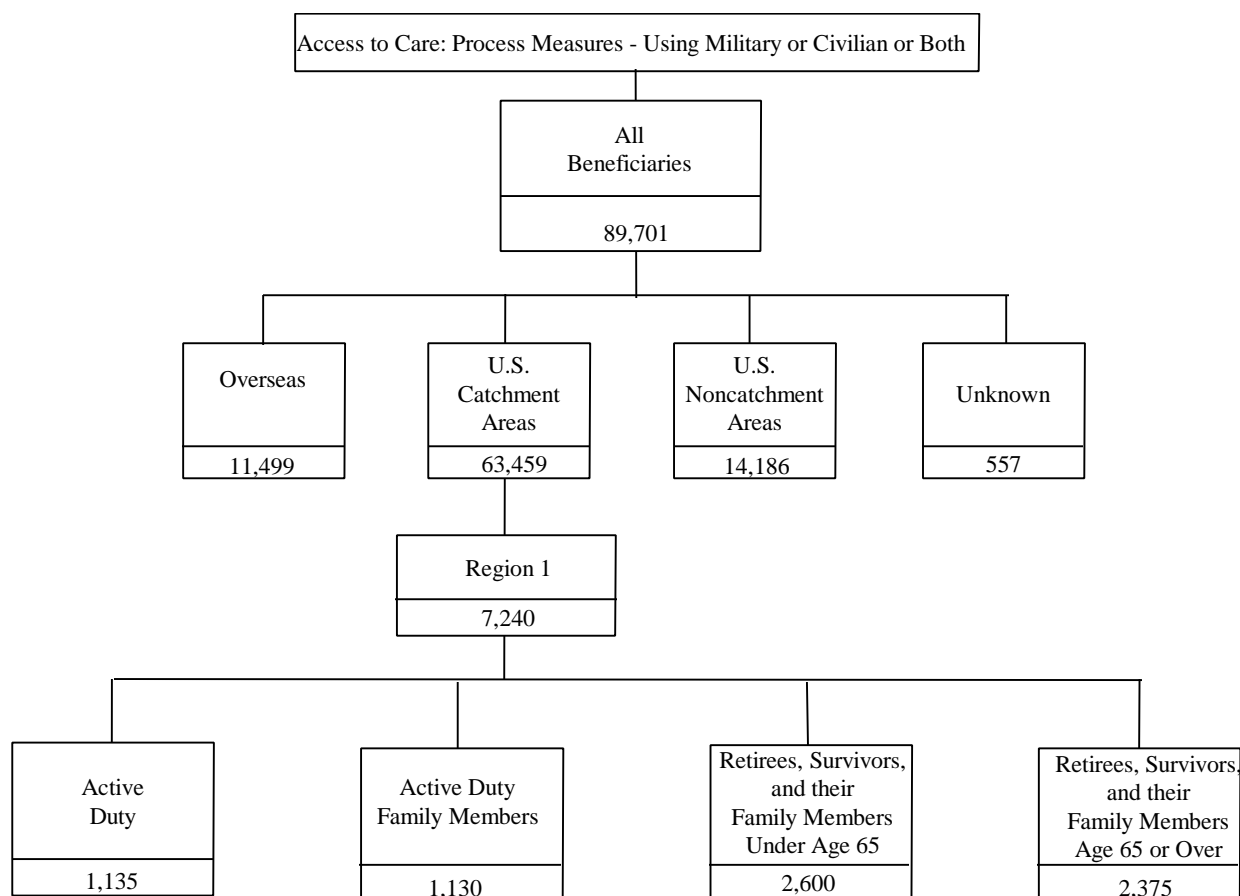 Access to Care: Process Measures - Using Military or Civilian or Both
All
Beneficiaries
89,701
Overseas
11,499
U.S.
Catchment
Areas
63,459
U.S.
Noncatchment
Areas
14,186
Unknown
557
Region 1
7,240
Active
Duty
1,135
Active Duty
Family Members
1,130
Retirees, Survivors,
and their
Family Members
Under Age 65
2,600
Retirees, Survivors,
and their
Family Members
Age 65 or Over
2,375